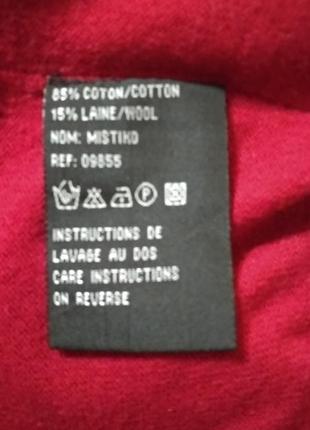 85% COTON/COTTON
15% LAINE/WOOL
NOM: MISTIKO
REF: 09855
P
INSTRUCTIONS DE
LAVAGE AU DOS
CARE INSTRUCTIONS
ON REVERSE